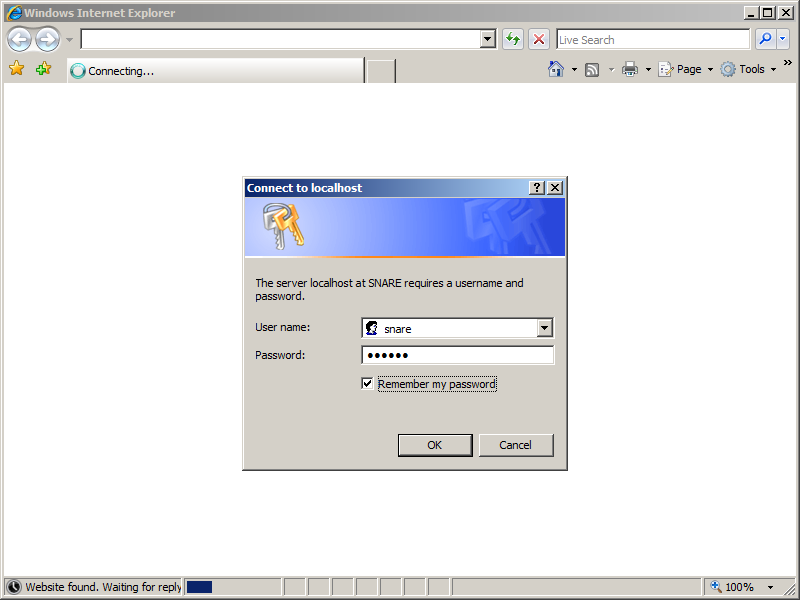 Windows Internet Explorer
Live Search
Connecting...
Page
Tools
Connect to localhost
The server localhost at SNARE requires a username and
password.
User name:
snare
Password:
••••••
Remember my password
OK
Cancel
Website found. Waiting for reply
100%